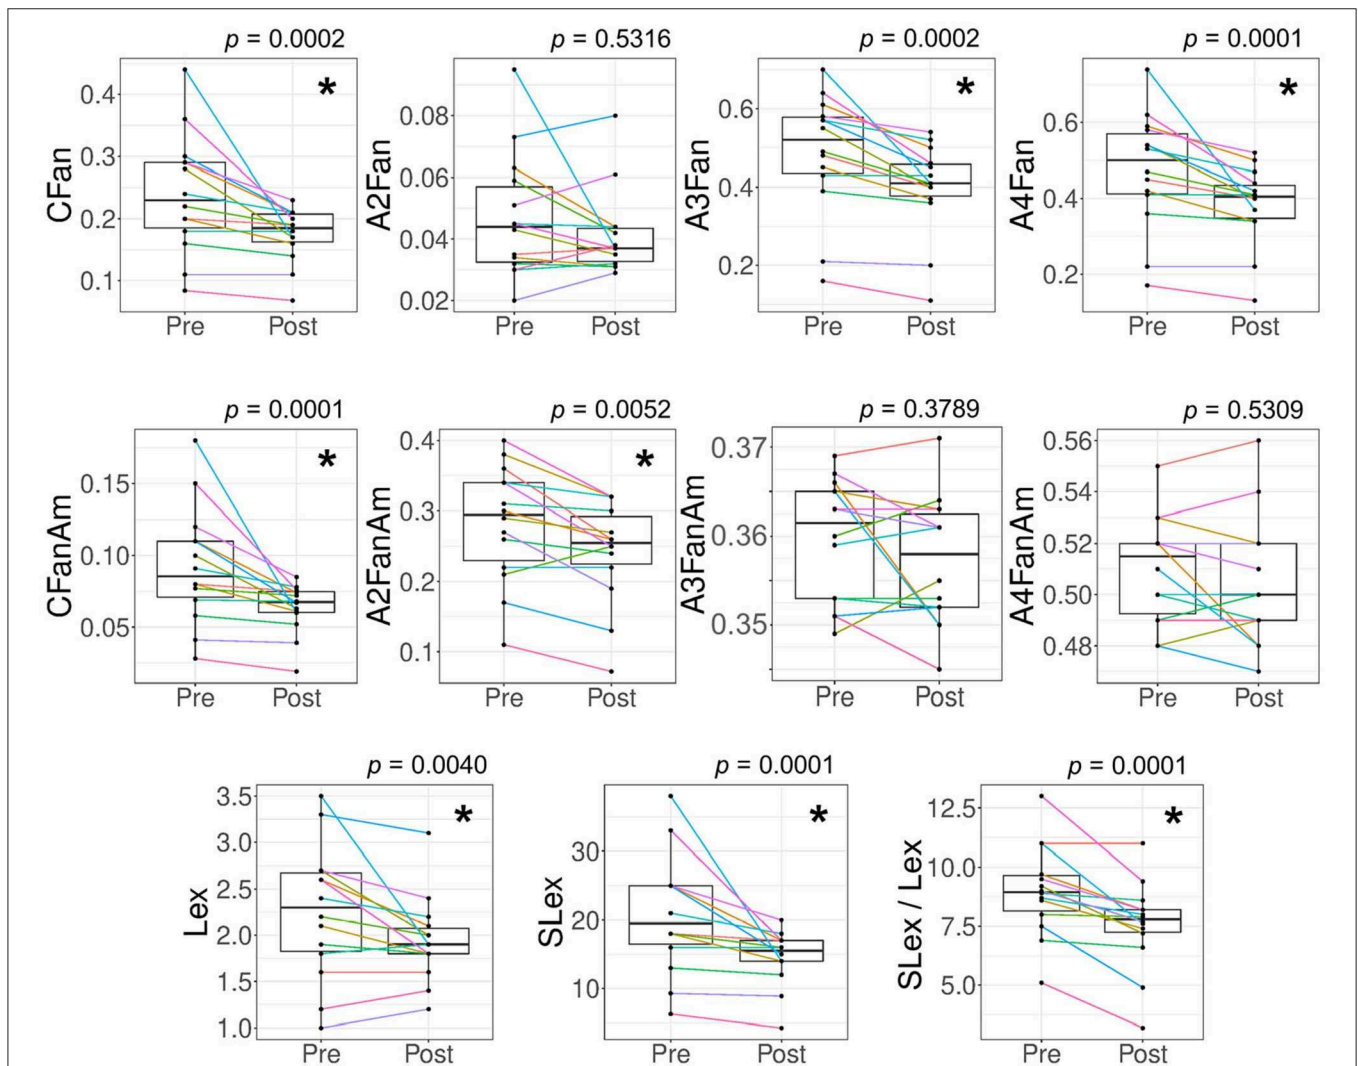 p = 0.0002
p = 0.5316
p = 0.0002
p = 0.0001
CFan
0.4
0.3
0.2
0.1
Pre Post
*
A2Fan
0.08
0.06
0.04
0.02
Pre Post
A3Fan
0.6
0.4
0.2
Pre Post
*
A4Fan
0.6
0.4
0.2
Pre Post
*
p = 0.0001
p = 0.0052
p = 0.3789
p = 0.5309
CFanAm
0.15
0.10
0.05
Pre Post
*
A2FanAm
0.4
0.3
0.2
0.1
Pre Post
*
A3FanAm
0.37
0.36
0.35
Pre Post
A4FanAm
0.56
0.54
0.52
0.50
0.48
Pre Post
p = 0.0040
p = 0.0001
p = 0.0001
Lex
3.5
3.0
2.5
2.0
1.5
1.0
Pre Post
*
SLex
30
20
10
Pre Post
*
SLex / Lex
12.5
10.0
7.5
5.0
Pre Post
*